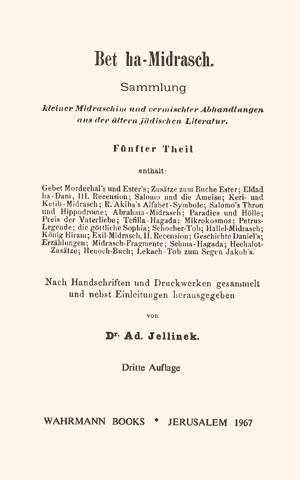 Bet ha-Midrasch.
Sammlung
kleiner Midraschim und vermischter Abhandlungen
aus der ältern jüdischen Literatur.
Fünfter Theil
enthält:
Gebet Mordechai's und Ester's; Zusätze zum Buche Ester; Eldad
ha-Dani, III. Recension; Salomo und die Ameise; Keri- und
Ketib-Midrasch; R. Akiba's Alfabet-Symbole; Salomo's Thron
und Hippodrome; Abraham-Midrasch; Paradies und Hölle;
Preis der Vaterliebe; Tefilla-Hagada; Mikrokosmos; Petrus-
Legende; die göttliche Sophia; Schocher-Tob; Hallel-Midrasch;
König Hiram; Exil-Midrasch, II. Recension; Geschichte Daniel's;
Erzählungen; Midrasch-Fragmente; Sehma-Hagada; Hechalot-
Zusätze; Henoch-Buch; Lekach-Tob zum Segen Jakob's.
Nach Handschriften und Druckwerken gesammelt
und nebst Einleitungen herausgegeben
von
Dr. Ad. Jellinek.
Dritte Auflage
WAHRMANN BOOKS * JERUSALEM 1967